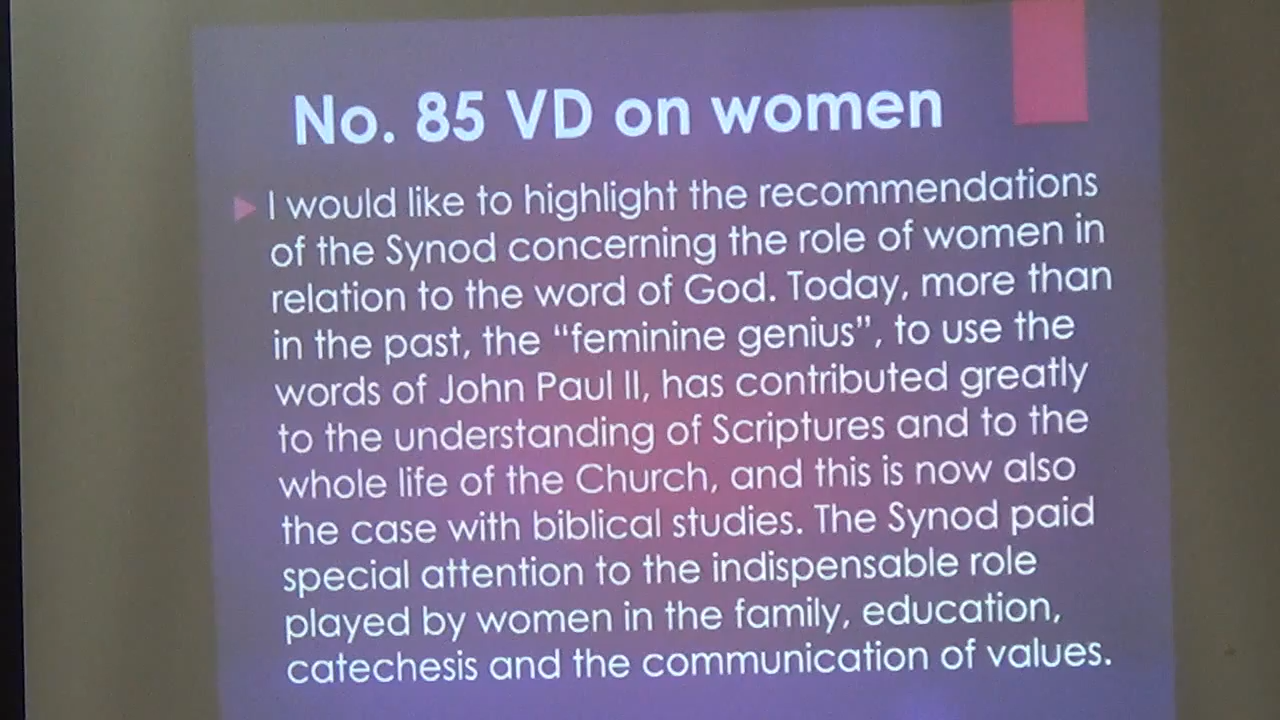 No. 85 VD on women
I would like to highlight the recommendations
of the Synod concerning the role of women in
relation to the word of God. Today, more than
in the past, the “feminine genius”, to use the
words of John Paul II, has contributed greatly
to the understanding of Scriptures and to the
whole life of the Church, and this is now also
the case with biblical studies. The Synod paid
special attention to the indispensable role
played by women in the family, education,
catechesis and the communication of values.